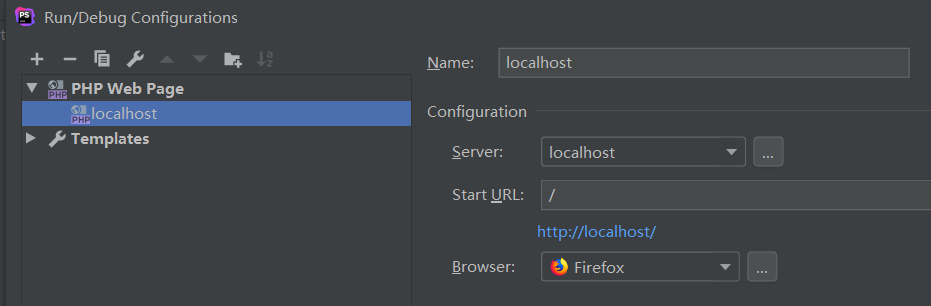 Run/Debug Configurations
Name: localhost
PHP Web Page
localhost
Templates
Configuration
Server: localhost ...
Start URL: /
http://localhost/
Browser: Firefox ...